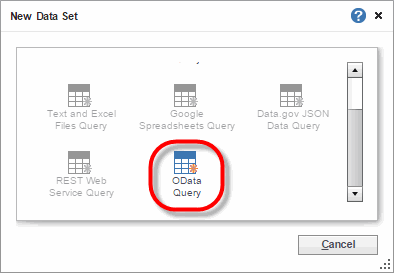 New Data Set
Text and Excel
Files Query
Google
Spreadsheets Query
Data.gov JSON
Data Query
REST Web
Service Query
OData
Query
Cancel